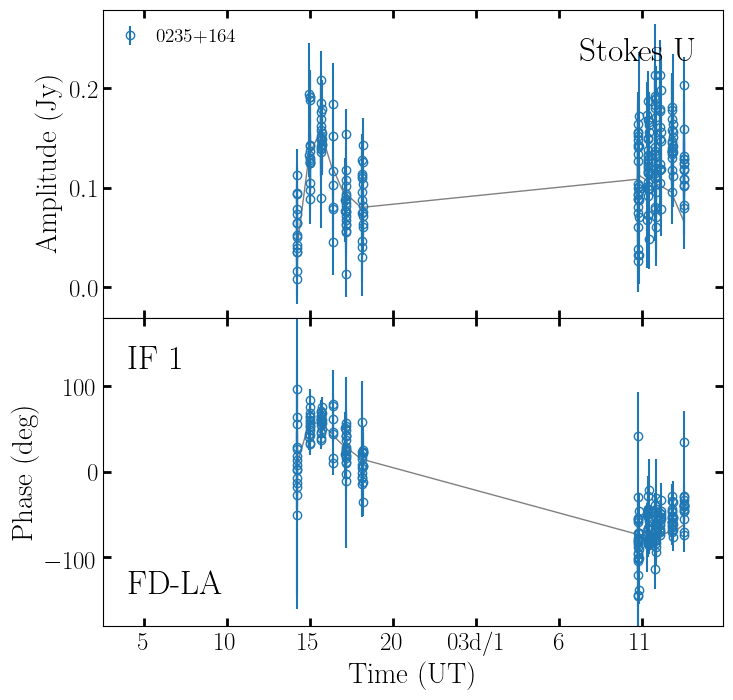 0235+164
Stokes U
0.2
0.1
0.0
Amplitude (Jy)
IF 1
100
0
−100
Phase (deg)
FD-LA
5 10 15 20 03d/1 6 11
Time (UT)